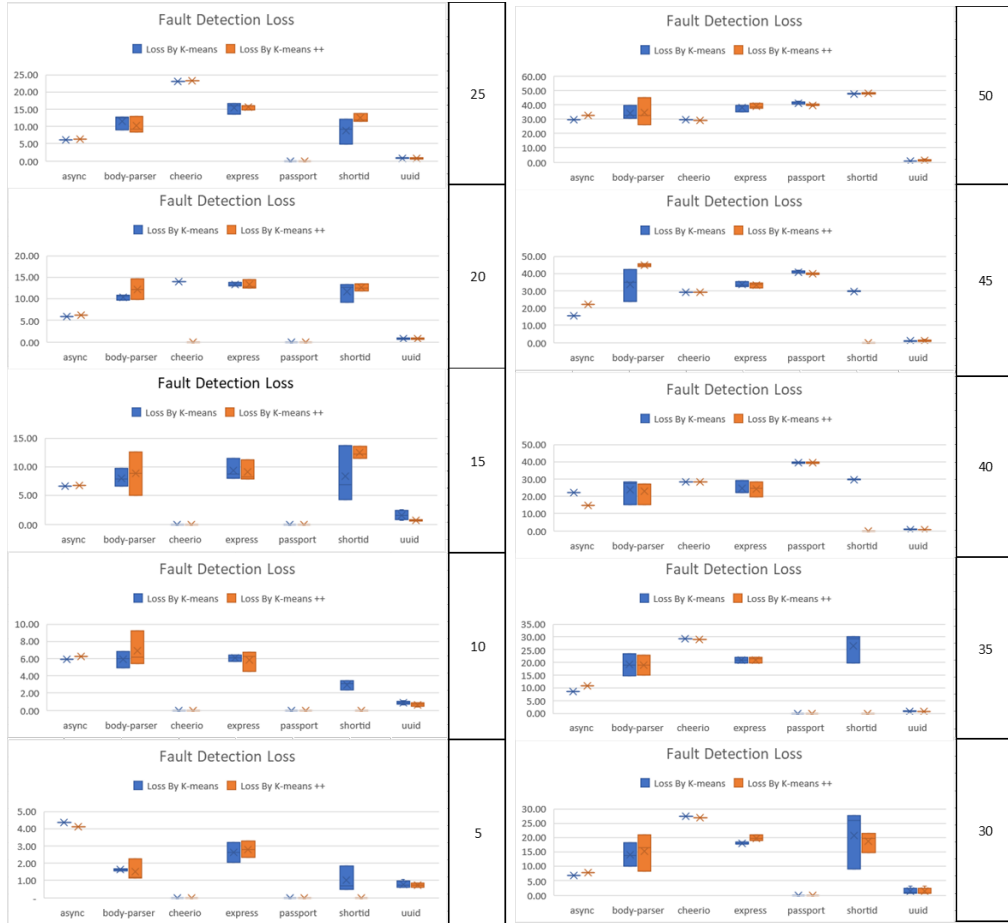 Fault Detection Loss
Loss By K-means Loss By K-means ++
25.00
20.00
15.00
10.00
5.00
0.00
async body-parser cheerio express passport shortid uuid
25
Fault Detection Loss
Loss By K-means Loss By K-means ++
20.00
15.00
10.00
5.00
0.00
async body-parser cheerio express passport shortid uuid
20
Fault Detection Loss
Loss By K-means Loss By K-means ++
15.00
10.00
5.00
0.00
async body-parser cheerio express passport shortid uuid
15
Fault Detection Loss
Loss By K-means Loss By K-means ++
10.00
8.00
6.00
4.00
2.00
0.00
async body-parser cheerio express passport shortid uuid
10
Fault Detection Loss
Loss By K-means Loss By K-means ++
5.00
4.00
3.00
2.00
1.00
-
async body-parser cheerio express passport shortid uuid
5
Fault Detection Loss
Loss By K-means Loss By K-means ++
60.00
50.00
40.00
30.00
20.00
10.00
0.00
async body-parser cheerio express passport shortid uuid
50
Fault Detection Loss
Loss By K-means Loss By K-means ++
50.00
40.00
30.00
20.00
10.00
0.00
async body-parser cheerio express passport shortid uuid
45
Fault Detection Loss
Loss By K-means Loss By K-means ++
50.00
40.00
30.00
20.00
10.00
0.00
async body-parser cheerio express passport shortid uuid
40
Fault Detection Loss
Loss By K-means Loss By K-means ++
35.00
30.00
25.00
20.00
15.00
10.00
5.00
0.00
async body-parser cheerio express passport shortid uuid
35
Fault Detection Loss
Loss By K-means Loss By K-means ++
30.00
25.00
20.00
15.00
10.00
5.00
0.00
async body-parser cheerio express passport shortid uuid
30